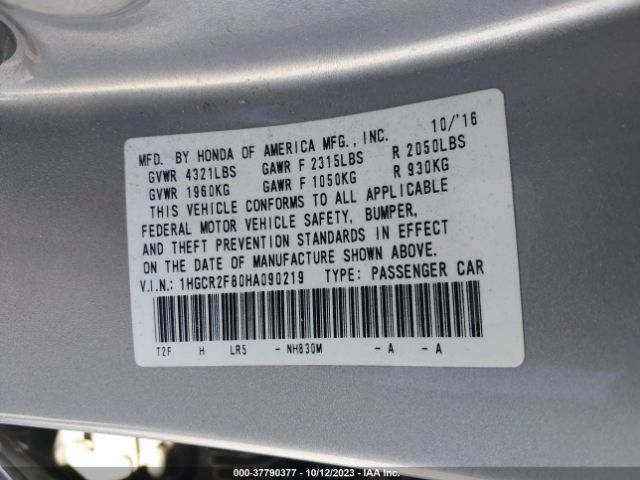 MFD. BY HONDA OF AMERICA MFG., INC. 10/'16
GVWR 4321LBS GAWR F 2315LBS R 2050LBS
GVWR 1960KG GAWR F 1050KG R 930KG
THIS VEHICLE CONFORMS TO ALL APPLICABLE
FEDERAL MOTOR VEHICLE SAFETY, BUMPER,
AND THEFT PREVENTION STANDARDS IN EFFECT
ON THE DATE OF MANUFACTURE SHOWN ABOVE.
V.I.N.: 1HGCR2F80HA090219 TYPE: PASSENGER CAR
T2F H LR5 - NH830M - A - A
000-37790377 - 10/12/2023 - IAA Inc.